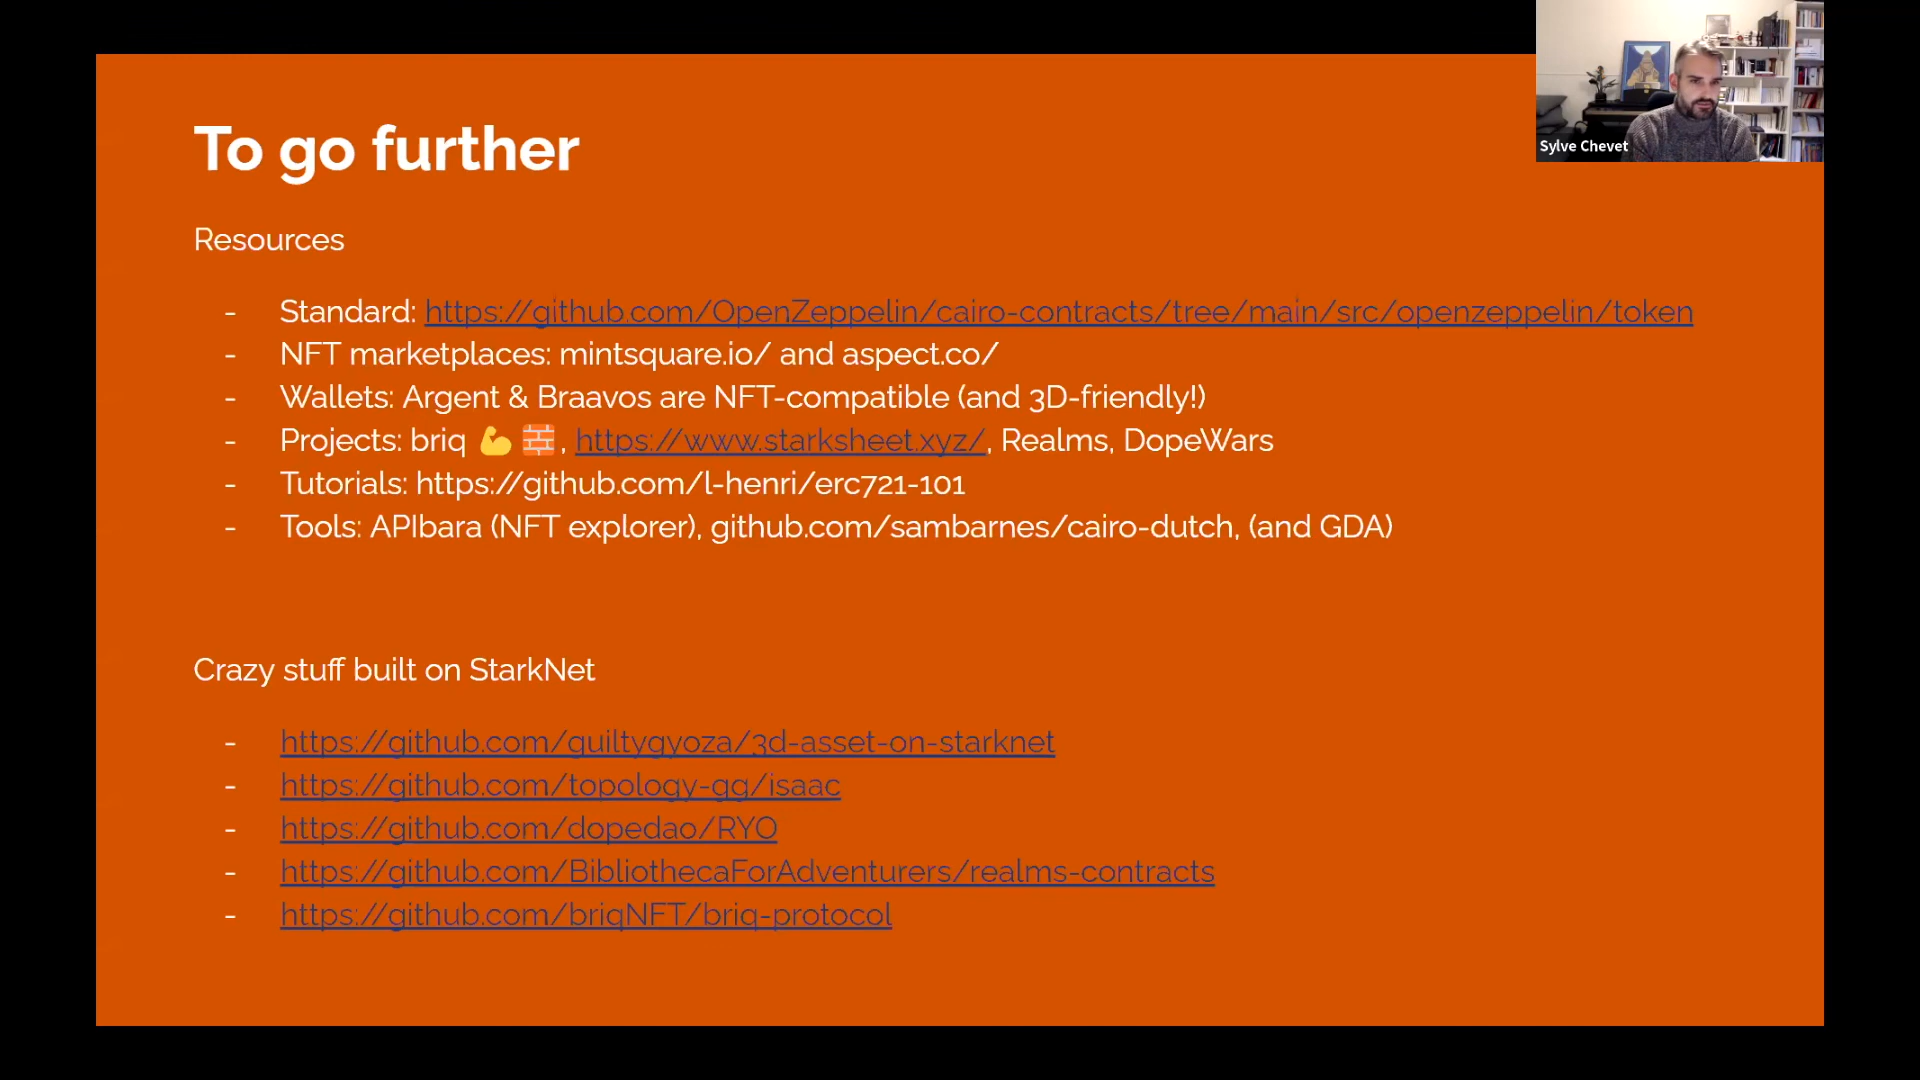 To go further
Sylve Chevet
Resources
- Standard: https://github.com/OpenZeppelin/cairo-contracts/tree/main/src/openzeppelin/token
- NFT marketplaces: mintsquare.io/ and aspect.co/
- Wallets: Argent & Braavos are NFT-compatible (and 3D-friendly!)
- Projects: briq 💪 🧱, https://www.starksheet.xyz/, Realms, DopeWars
- Tutorials: https://github.com/l-henri/erc721-101
- Tools: APIbara (NFT explorer), github.com/sambarnes/cairo-dutch, (and GDA)
Crazy stuff built on StarkNet
- https://github.com/guiltygyoza/3d-asset-on-starknet
- https://github.com/topology-gg/isaac
- https://github.com/dopedao/RYO
- https://github.com/BibliothecaForAdventurers/realms-contracts
- https://github.com/briqNFT/briq-protocol